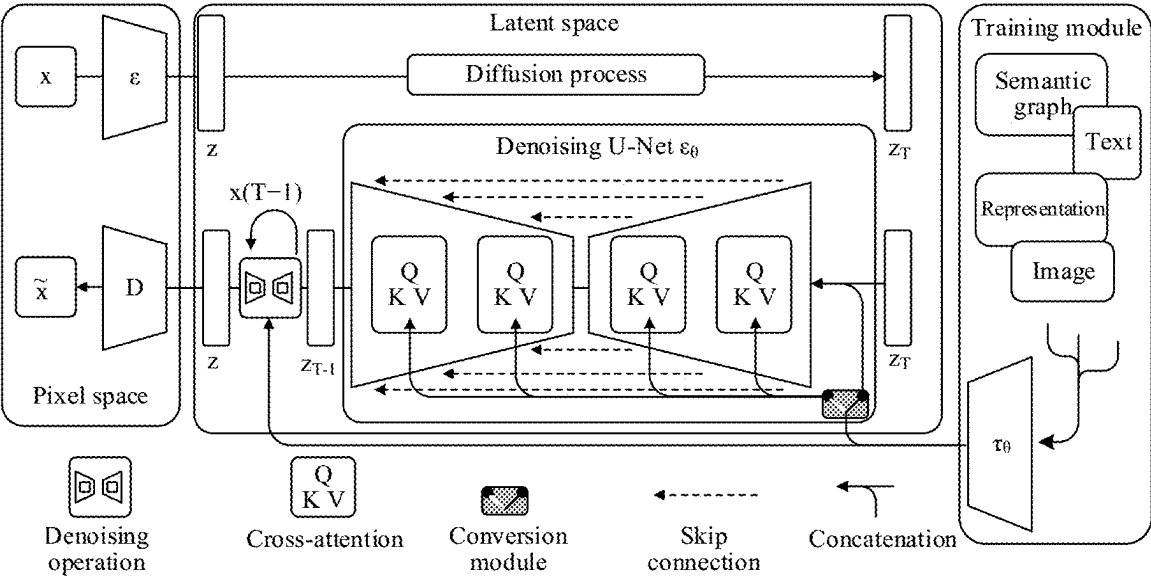 Latent space
Training module
x
ε
Diffusion process
z
z_T
Semantic
graph
Text
Representation
Image
Denoising U-Net ε_θ
x(T−1)
x̃
D
Q
K V
Q
K V
Q
K V
Q
K V
z
z_{T-1}
z_T
Pixel space
τ_θ
Q
K V
Denoising
operation
Cross-attention
Conversion
module
Skip
connection
Concatenation